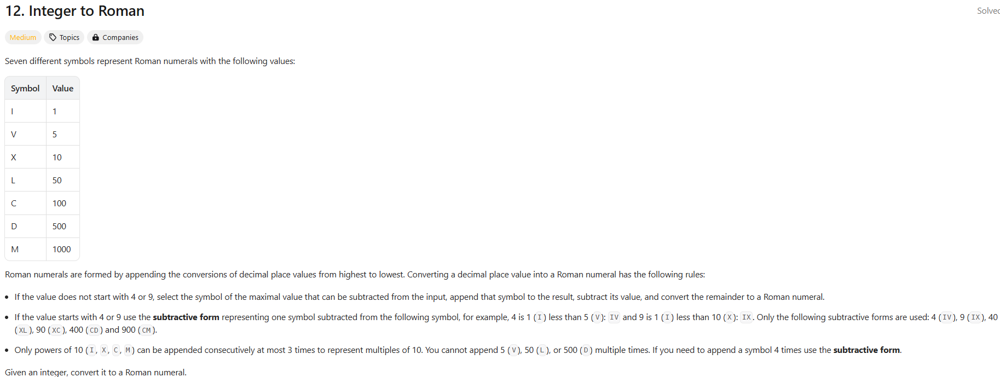 12. Integer to Roman
Solved
Medium Topics Companies
Seven different symbols represent Roman numerals with the following values:
Symbol Value
I 1
V 5
X 10
L 50
C 100
D 500
M 1000
Roman numerals are formed by appending the conversions of decimal place values from highest to lowest. Converting a decimal place value into a Roman numeral has the following rules:
• If the value does not start with 4 or 9, select the symbol of the maximal value that can be subtracted from the input, append that symbol to the result, subtract its value, and convert the remainder to a Roman numeral.
• If the value starts with 4 or 9 use the subtractive form representing one symbol subtracted from the following symbol, for example, 4 is 1 (I) less than 5 (V): IV and 9 is 1 (I) less than 10 (X): IX. Only the following subtractive forms are used: 4 (IV), 9 (IX), 40
(XL), 90 (XC), 400 (CD) and 900 (CM).
• Only powers of 10 (I, X, C, M) can be appended consecutively at most 3 times to represent multiples of 10. You cannot append 5 (V), 50 (L), or 500 (D) multiple times. If you need to append a symbol 4 times use the subtractive form.
Given an integer, convert it to a Roman numeral.